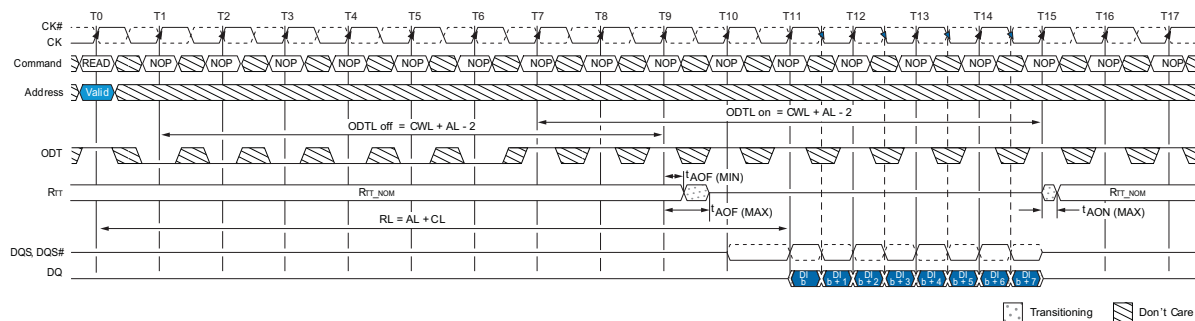 T0 T1 T2 T3 T4 T5 T6 T7 T8 T9 T10 T11 T12 T13 T14 T15 T16 T17
CK#
CK
Command READ NOP NOP NOP NOP NOP NOP NOP NOP NOP NOP NOP NOP NOP NOP NOP NOP NOP
Address Valid
ODTL off = CWL + AL - 2
ODTL on = CWL + AL - 2
ODT
tAOF (MIN)
RTT RTT_NOM RTT_NOM
tAOF (MAX) tAON (MAX)
RL = AL + CL
DQS, DQS#
DQ DI b DI b + 1 DI b + 2 DI b + 3 DI b + 4 DI b + 5 DI b + 6 DI b + 7
Transitioning Don't Care